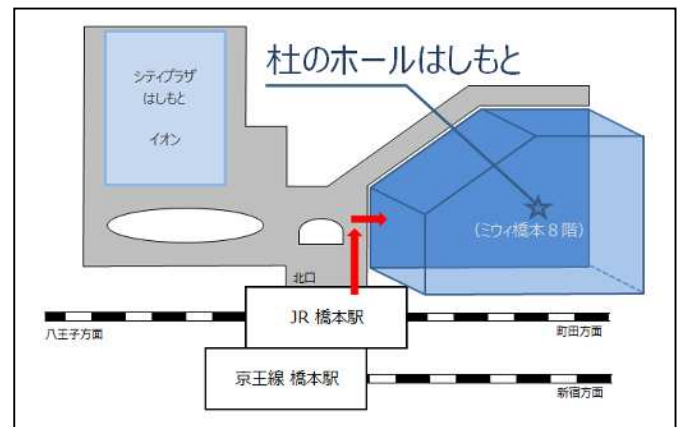 杜のホールはしもと
シティプラザ
はしもと
イオン
(ミウィ橋本8階)
北口
JR 橋本駅
八王子方面
町田方面
京王線 橋本駅
新宿方面